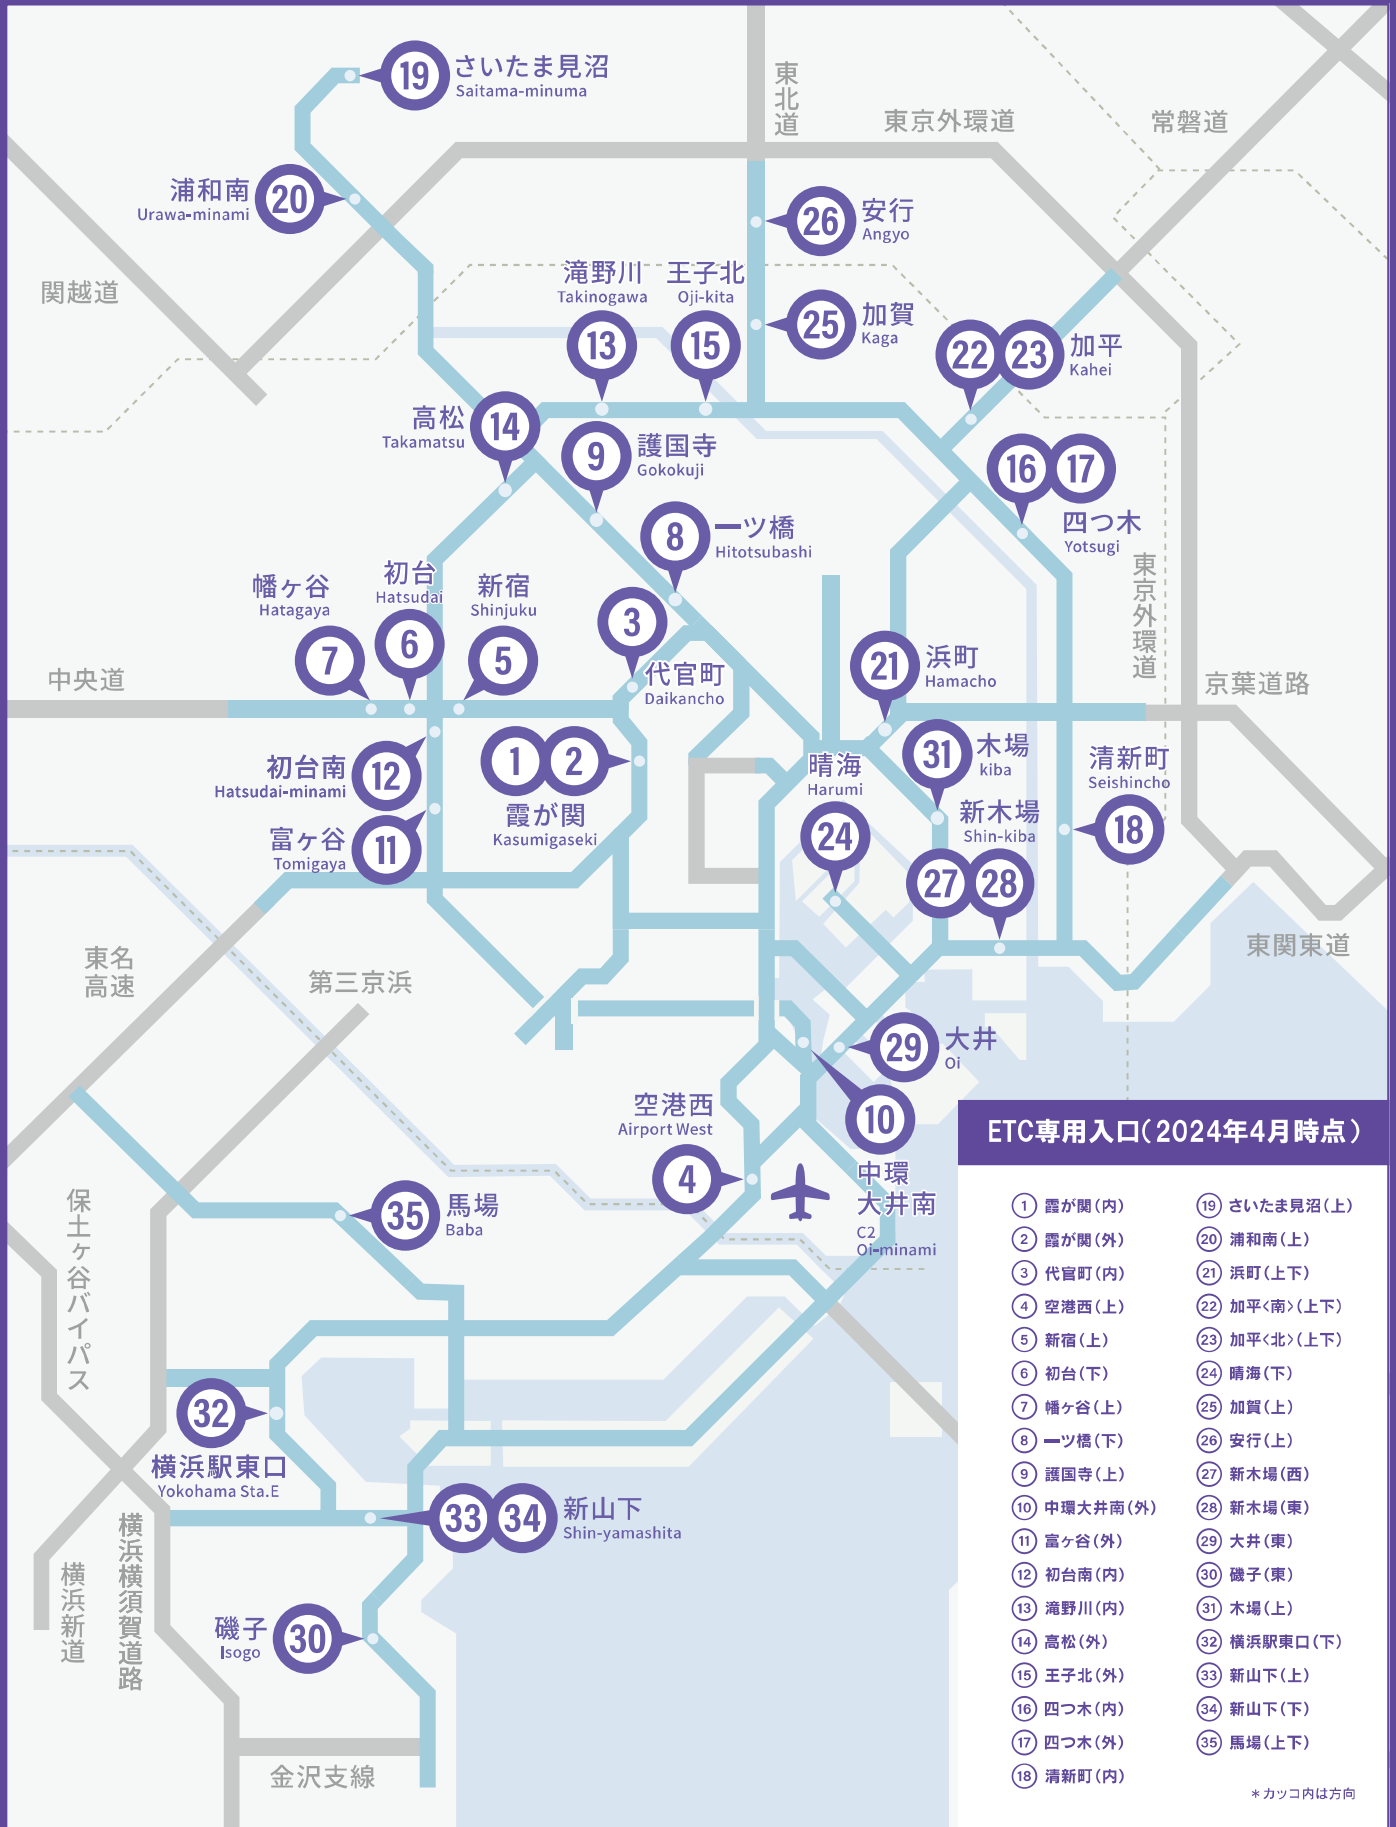 19
さいたま見沼
Saitama-minuma
東北道
東京外環道
常磐道
浦和南
Urawa-minami
20
26
安行
Angyo
関越道
滝野川
Takinogawa
13
王子北
Oji-kita
15
25
加賀
Kaga
22
23
加平
Kahei
高松
Takamatsu
14
9
護国寺
Gokokuji
16
17
四つ木
Yotsugi
8
一ツ橋
Hitotsubashi
東京外環道
幡ヶ谷
Hatagaya
7
初台
Hatsudai
6
新宿
Shinjuku
5
3
代官町
Daikancho
21
浜町
Hamacho
中央道
京葉道路
初台南
Hatsudai-minami
12
1
2
霞が関
Kasumigaseki
晴海
Harumi
24
31
木場
kiba
清新町
Seishincho
18
富ヶ谷
Tomigaya
11
新木場
Shin-kiba
27
28
東名
高速
第三京浜
東関東道
29
大井
Oi
空港西
Airport West
4
10
中環
大井南
C2
Oi-minami
保土ヶ谷バイパス
35
馬場
Baba
32
横浜駅東口
Yokohama Sta.E
33
34
新山下
Shin-yamashita
横浜新道
横浜横須賀道路
磯子
Isogo
30
金沢支線
ETC専用入口(2024年4月時点)
1 霞が関(内)
2 霞が関(外)
3 代官町(内)
4 空港西(上)
5 新宿(上)
6 初台(下)
7 幡ヶ谷(上)
8 一ツ橋(下)
9 護国寺(上)
10 中環大井南(外)
11 富ヶ谷(外)
12 初台南(内)
13 滝野川(内)
14 高松(外)
15 王子北(外)
16 四つ木(内)
17 四つ木(外)
18 清新町(内)
19 さいたま見沼(上)
20 浦和南(上)
21 浜町(上下)
22 加平<南>(上下)
23 加平<北>(上下)
24 晴海(下)
25 加賀(上)
26 安行(上)
27 新木場(西)
28 新木場(東)
29 大井(東)
30 磯子(東)
31 木場(上)
32 横浜駅東口(下)
33 新山下(上)
34 新山下(下)
35 馬場(上下)
＊カッコ内は方向